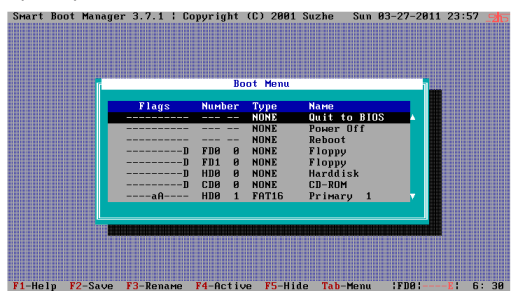 Smart Boot Manager 3.7.1 ¦ Copyright (C) 2001 Suzhe Sun 03-27-2011 23:57
Boot Menu
Flags Number Type Name
---------- --- -- NONE Quit to BIOS
---------- --- -- NONE Power Off
---------- --- -- NONE Reboot
---------D FD0 0 NONE Floppy
---------D FD1 0 NONE Floppy
---------D HD0 0 NONE Harddisk
---------D CD0 0 NONE CD-ROM
----aA---- HD0 1 FAT16 Primary 1
F1-Help F2-Save F3-Rename F4-Active F5-Hide Tab-Menu ¦FD0¦----E¦ 6: 30